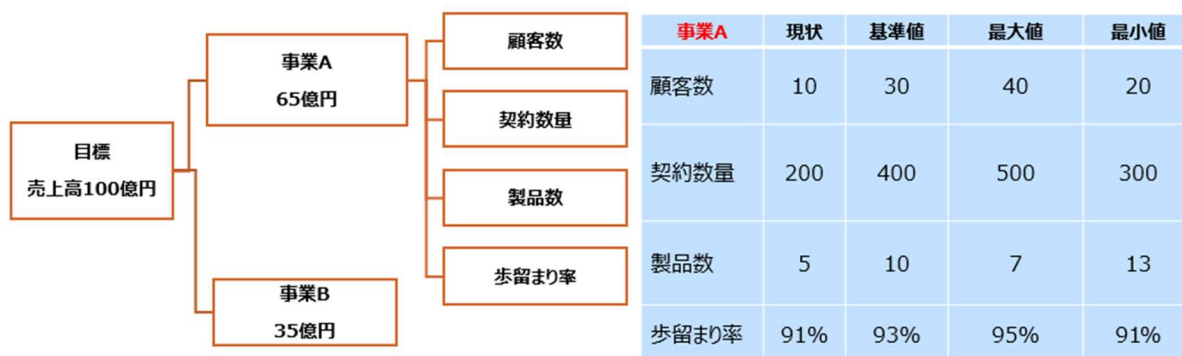 目標
売上高100億円
事業A
65億円
事業B
35億円
顧客数
契約数量
製品数
歩留まり率
事業A 現状 基準値 最大値 最小値
顧客数 10 30 40 20
契約数量 200 400 500 300
製品数 5 10 7 13
歩留まり率 91% 93% 95% 91%